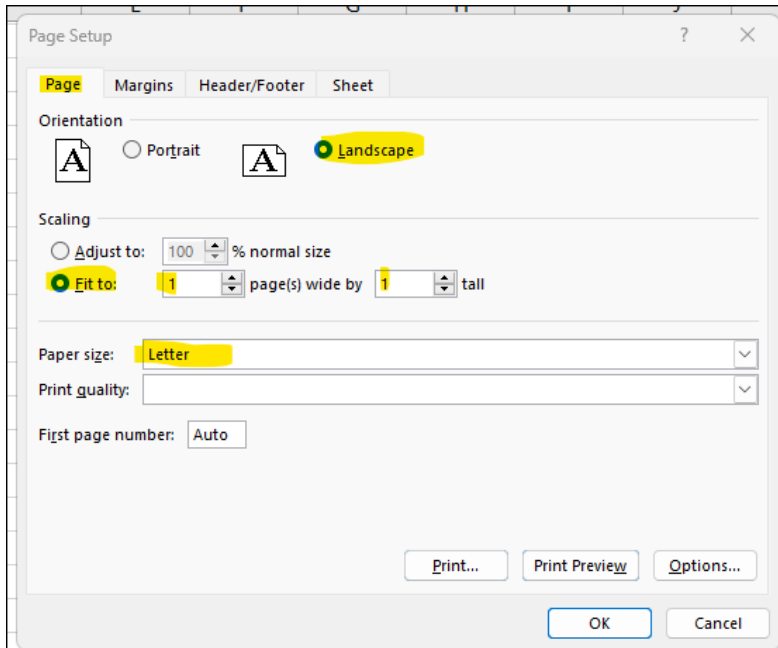 Page Setup ?
Page Margins Header/Footer Sheet
Orientation
A Portrait A Landscape
Scaling
Adjust to: 100 % normal size
Fit to: 1 page(s) wide by 1 tall
Paper size: Letter
Print quality:
First page number: Auto
Print... Print Preview Options...
OK Cancel